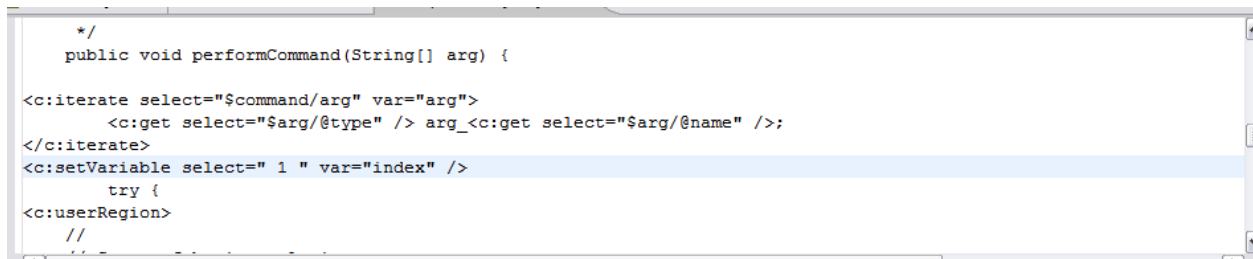 */
public void performCommand(String[] arg) {
<c:iterate select="$command/arg" var="arg">
<c:get select="$arg/@type" /> arg_<c:get select="$arg/@name" />;
</c:iterate>
<c:setVariable select=" 1 " var="index" />
try {
<c:userRegion>
//